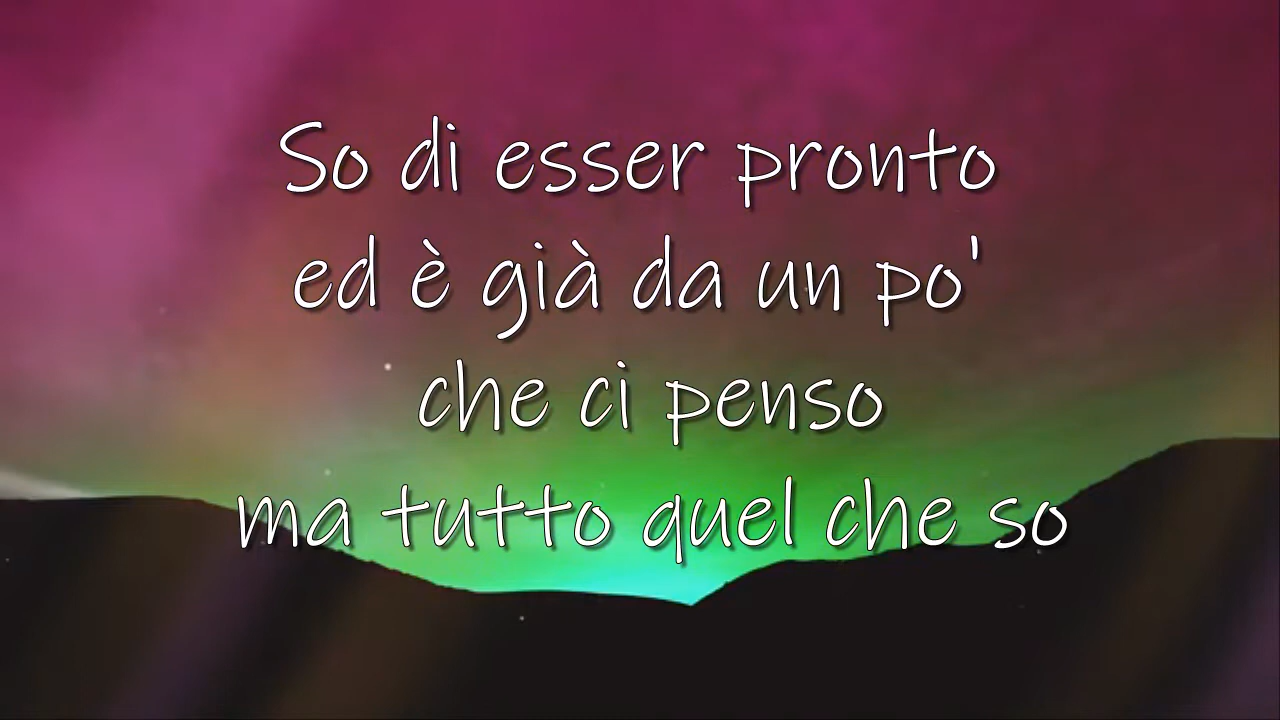 So di esser pronto
ed è già da un po'
che ci penso
ma tutto quel che so